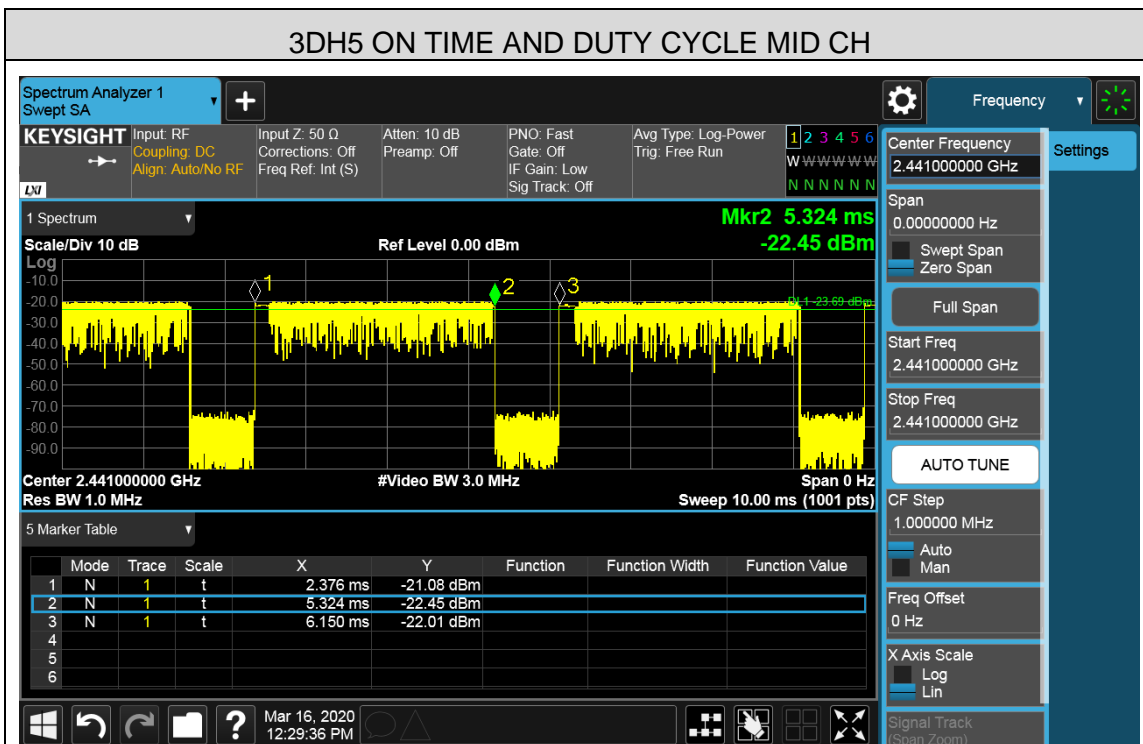 3DH5 ON TIME AND DUTY CYCLE MID CH
Spectrum Analyzer 1
Swept SA
+
Frequency
KEYSIGHT
LXI
Input: RF
Coupling: DC
Align: Auto/No RF
Input Z: 50 Ω
Corrections: Off
Freq Ref: Int (S)
Atten: 10 dB
Preamp: Off
PNO: Fast
Gate: Off
IF Gain: Low
Sig Track: Off
Avg Type: Log-Power
Trig: Free Run
1 2 3 4 5 6
W W W W W W
N N N N N N
Center Frequency
2.441000000 GHz
Settings
Span
0.00000000 Hz
Swept Span
Zero Span
Full Span
Start Freq
2.441000000 GHz
Stop Freq
2.441000000 GHz
AUTO TUNE
CF Step
1.000000 MHz
Auto
Man
Freq Offset
0 Hz
X Axis Scale
Log
Lin
Signal Track
(Span Zoom)
1 Spectrum
Mkr2 5.324 ms
Scale/Div 10 dB
Ref Level 0.00 dBm
-22.45 dBm
Log
1
2
3
-10.0
-20.0
DL1 -23.69 dBm
-30.0
-40.0
-50.0
-60.0
-70.0
-80.0
-90.0
Center 2.441000000 GHz
#Video BW 3.0 MHz
Span 0 Hz
Res BW 1.0 MHz
Sweep 10.00 ms (1001 pts)
5 Marker Table
Mode Trace Scale X Y Function Function Width Function Value
1 N 1 t 2.376 ms -21.08 dBm
2 N 1 t 5.324 ms -22.45 dBm
3 N 1 t 6.150 ms -22.01 dBm
4
5
6
?
Mar 16, 2020
12:29:36 PM